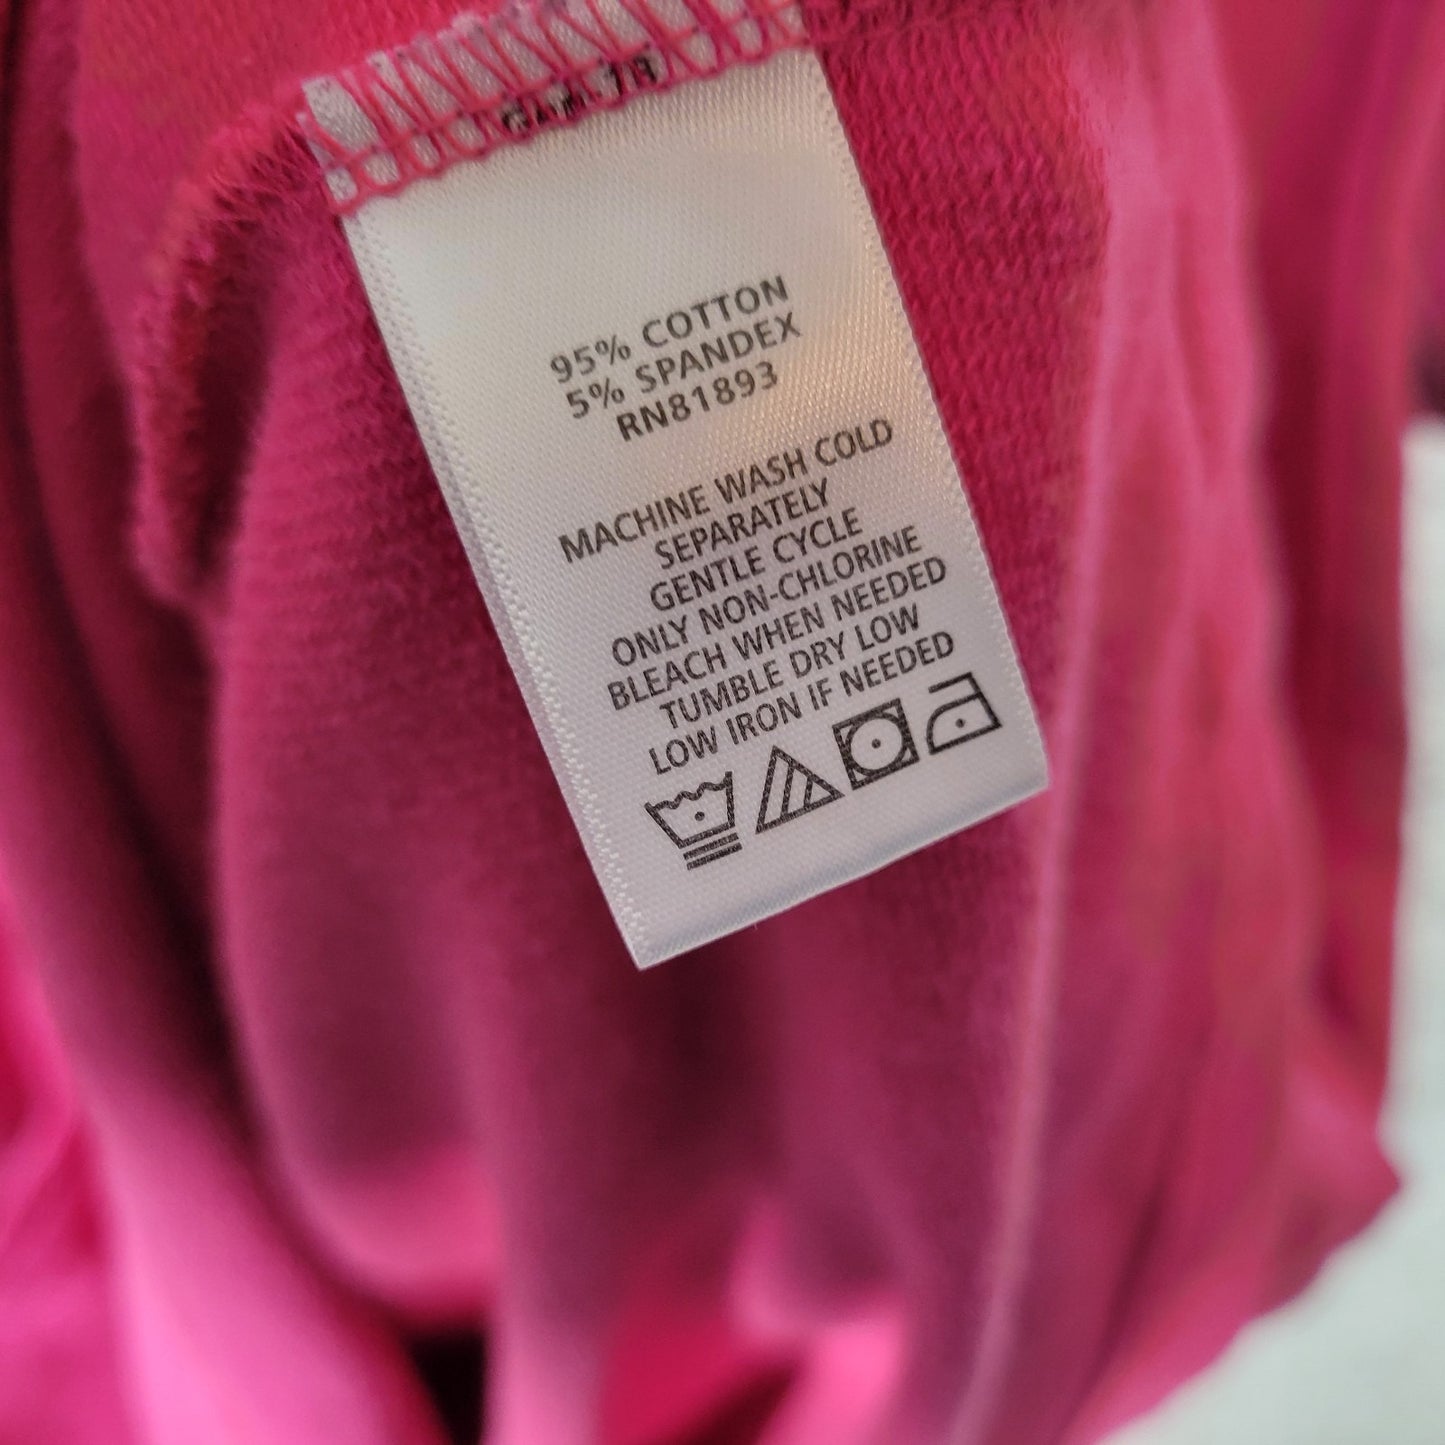 95% COTTON
5% SPANDEX
RN81893
MACHINE WASH COLD
SEPARATELY
GENTLE CYCLE
ONLY NON-CHLORINE
BLEACH WHEN NEEDED
TUMBLE DRY LOW
LOW IRON IF NEEDED